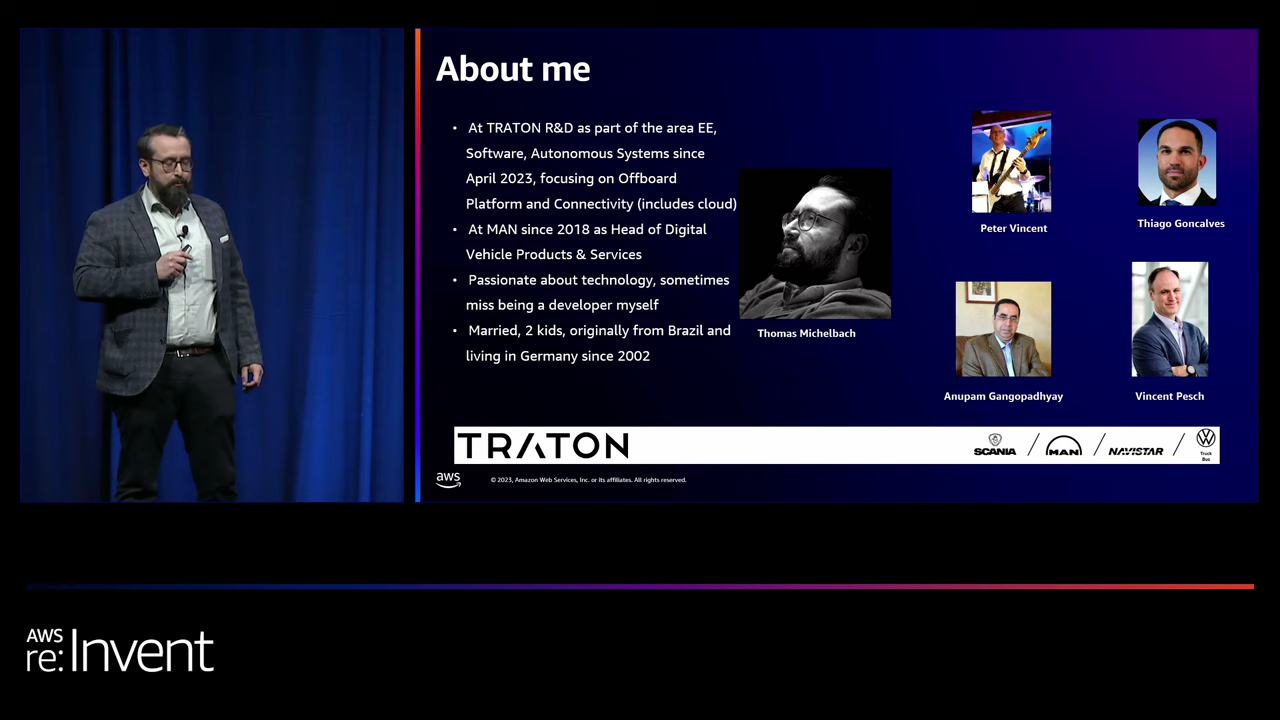 About me
• At TRATON R&D as part of the area EE,
Software, Autonomous Systems since
April 2023, focusing on Offboard
Platform and Connectivity (includes cloud)
• At MAN since 2018 as Head of Digital
Vehicle Products & Services
• Passionate about technology, sometimes
miss being a developer myself
• Married, 2 kids, originally from Brazil and
living in Germany since 2002
Thomas Michelbach
Peter Vincent
Thiago Goncalves
Anupam Gangopadhyay
Vincent Pesch
TRATON
SCANIA
MAN
NAVISTAR
Truck
Bus
aws
© 2023, Amazon Web Services, Inc. or its affiliates. All rights reserved.
AWS
re:Invent